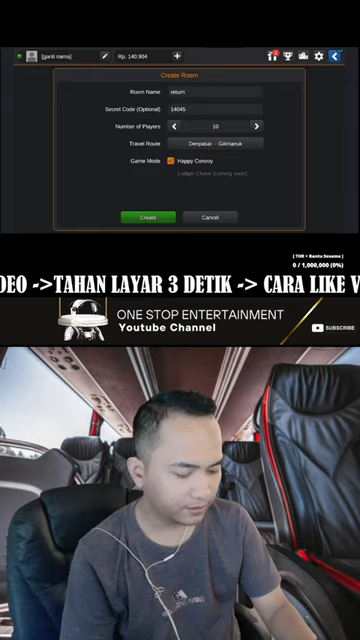 [ganti nama]
Rp. 140.904
2
Create Room
Room Name
return
Secret Code (Optional)
14045
Number of Players
10
Travel Route
Denpasar - Gilimanuk
Game Mode
Happy Convoy
Ledger Chase (coming soon)
Create
Cancel
[ THR + Bantu Sesama ]
0 / 1,000,000 (0%)
DEO ->TAHAN LAYAR 3 DETIK -> CARA LIKE V
ONE STOP ENTERTAINMENT
Youtube Channel
SUBSCRIBE